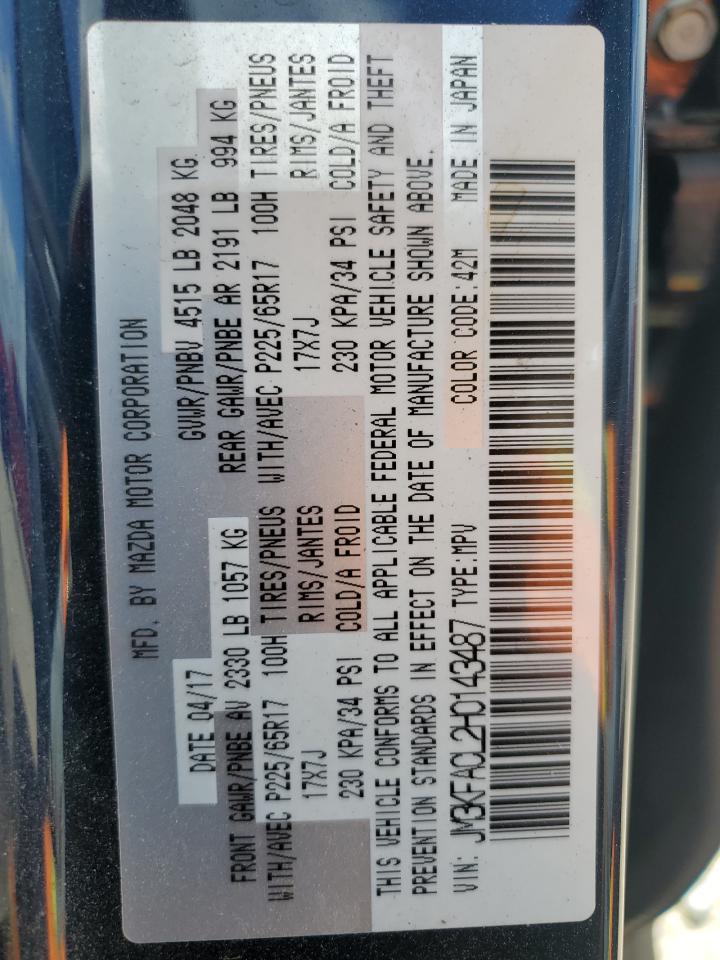 MFD. BY MAZDA MOTOR CORPORATION
DATE 04/17 GVWR/PNBV 4515 LB 2048 KG
FRONT GAWR/PNBE AV 2330 LB 1057 KG REAR GAWR/PNBE AR 2191 LB 994 KG
WITH/AVEC P225/65R17 100H TIRES/PNEUS WITH/AVEC P225/65R17 100H TIRES/PNEUS
17X7J RIMS/JANTES 17X7J RIMS/JANTES
230 KPA/34 PSI COLD/A FROID 230 KPA/34 PSI COLD/A FROID
THIS VEHICLE CONFORMS TO ALL APPLICABLE FEDERAL MOTOR VEHICLE SAFETY AND THEFT
PREVENTION STANDARDS IN EFFECT ON THE DATE OF MANUFACTURE SHOWN ABOVE.
VIN: JM3KFACL2H0143487 TYPE:MPV COLOR CODE:42M MADE IN JAPAN